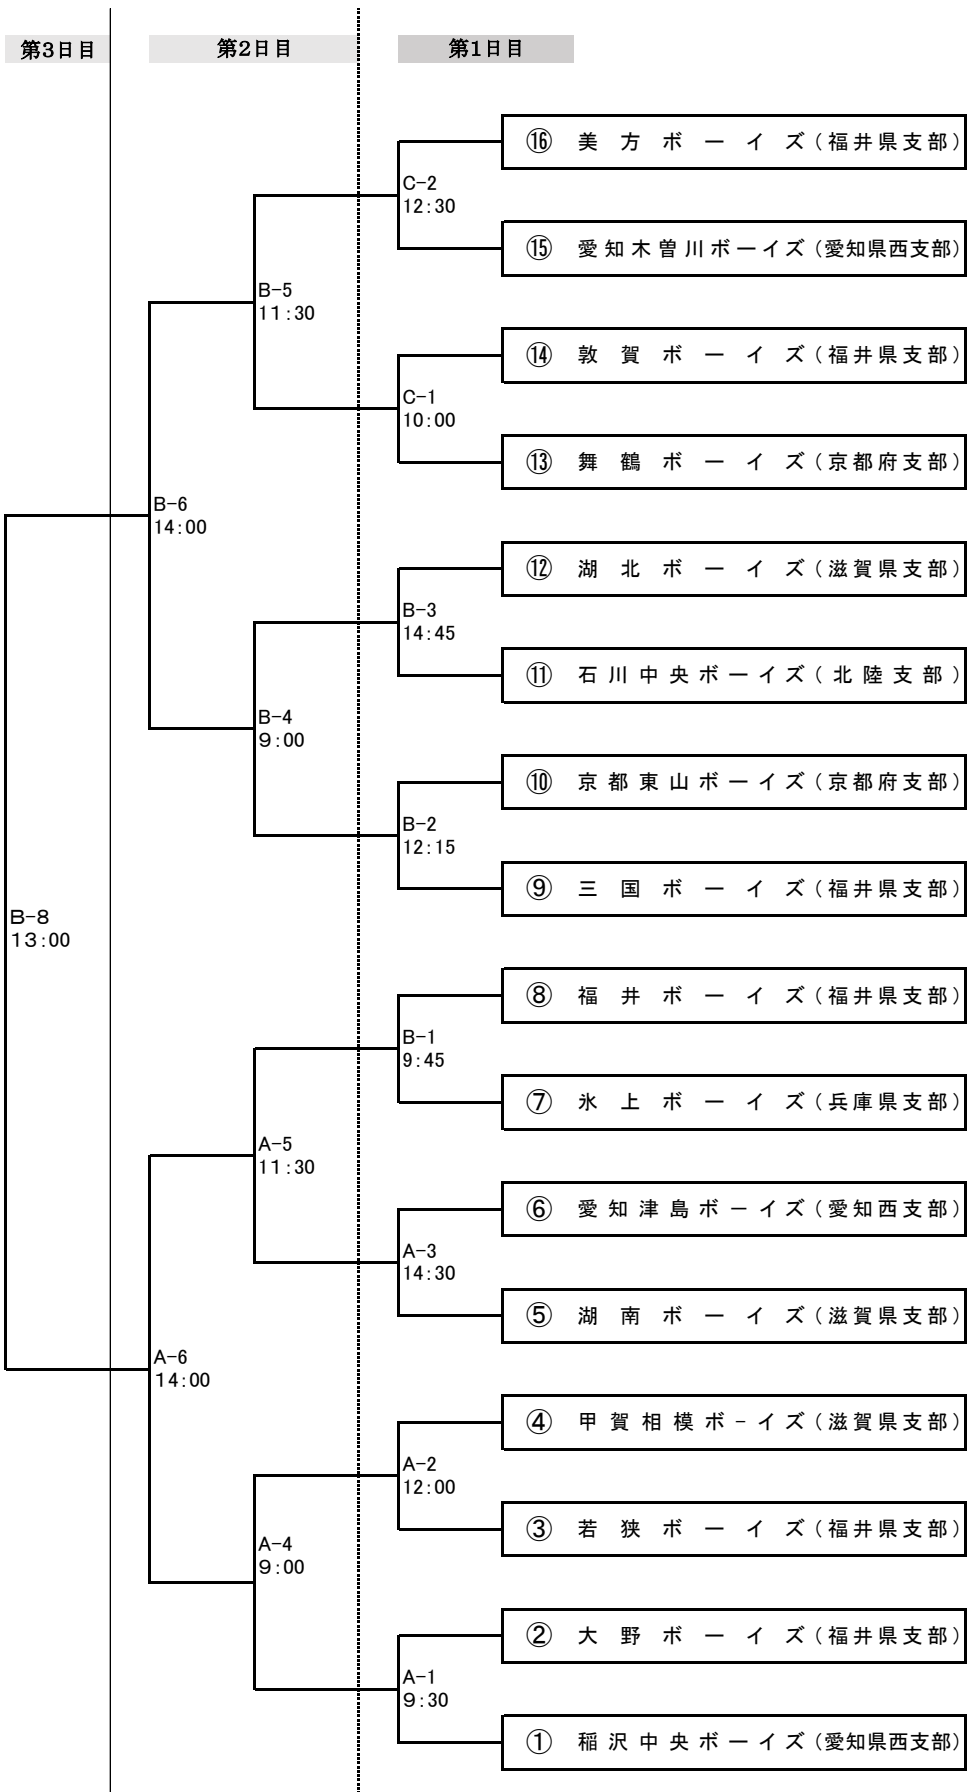 第3日目 第2日目 第1日目
⑯ 美方ボーイズ(福井県支部)
C-2
12:30
⑮ 愛知木曽川ボーイズ(愛知県西支部)
B-5
11:30
⑭ 敦賀ボーイズ(福井県支部)
C-1
10:00
⑬ 舞鶴ボーイズ(京都府支部)
B-6
14:00
⑫ 湖北ボーイズ(滋賀県支部)
B-3
14:45
⑪ 石川中央ボーイズ(北陸支部)
B-4
9:00
⑩ 京都東山ボーイズ(京都府支部)
B-2
12:15
⑨ 三国ボーイズ(福井県支部)
B-8
13:00
⑧ 福井ボーイズ(福井県支部)
B-1
9:45
⑦ 氷上ボーイズ(兵庫県支部)
A-5
11:30
⑥ 愛知津島ボーイズ(愛知西支部)
A-3
14:30
⑤ 湖南ボーイズ(滋賀県支部)
A-6
14:00
④ 甲賀相模ボ-イズ(滋賀県支部)
A-2
12:00
③ 若狭ボーイズ(福井県支部)
A-4
9:00
② 大野ボーイズ(福井県支部)
A-1
9:30
① 稲沢中央ボーイズ(愛知県西支部)